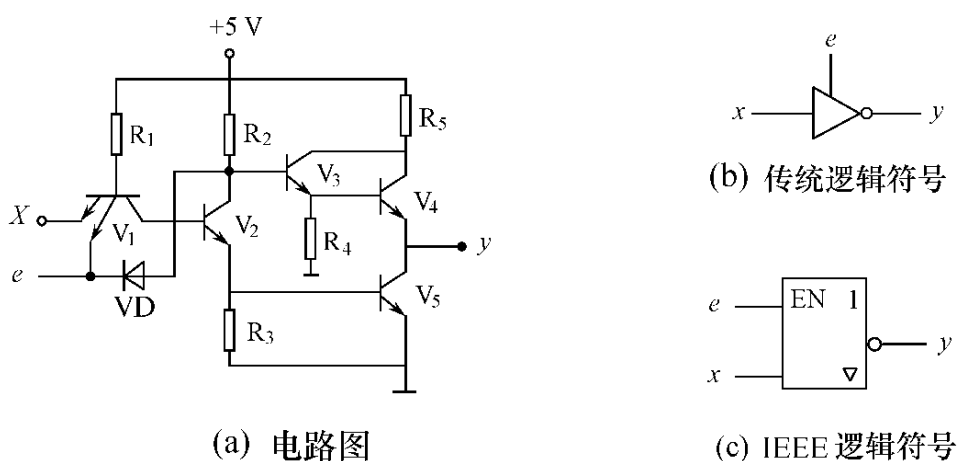 +5 V
R1
R2
R5
V3
X
V1
V2
V4
R4
y
e
VD
V5
R3
(a) 电路图
e
x
y
(b) 传统逻辑符号
e
EN 1
y
x
(c) IEEE 逻辑符号